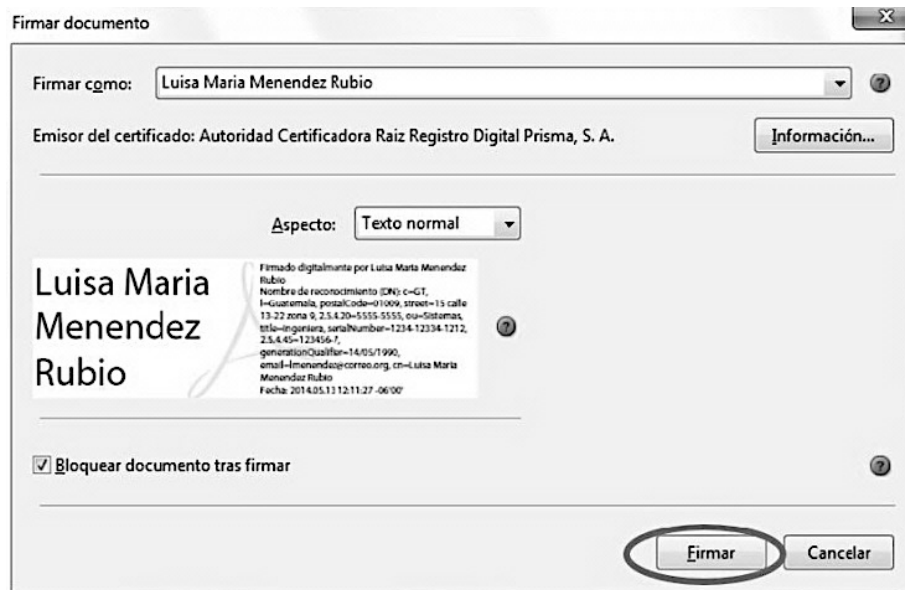 Firmar documento
Firmar como: Luisa Maria Menendez Rubio
Emisor del certificado: Autoridad Certificadora Raiz Registro Digital Prisma, S. A. Información...
Aspecto: Texto normal
Luisa Maria
Menendez
Rubio
Firmado digitalmente por Luisa Maria Menendez
Rubio
Nombre de reconocimiento (DN): c=GT,
l=Guatemala, postalCode=01009, street=15 calle
13-22 zona 9, 2.5.4.20=5555-5555, ou=Sistemas,
title=Ingeniera, serialNumber=1234-12334-1212,
2.5.4.45=123456-7,
generationQualifier=14/05/1990,
email=lmenendez@correo.org, cn=Luisa Maria
Menendez Rubio
Fecha: 2014.05.13 12:11:27 -06'00'
Bloquear documento tras firmar
Firmar Cancelar